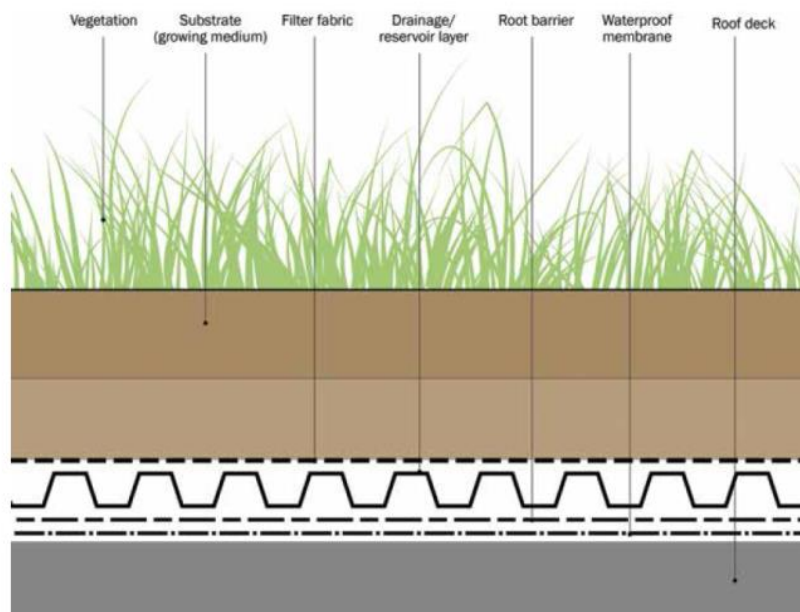 Vegetation
Substrate
(growing medium)
Filter fabric
Drainage/
reservoir layer
Root barrier
Waterproof
membrane
Roof deck